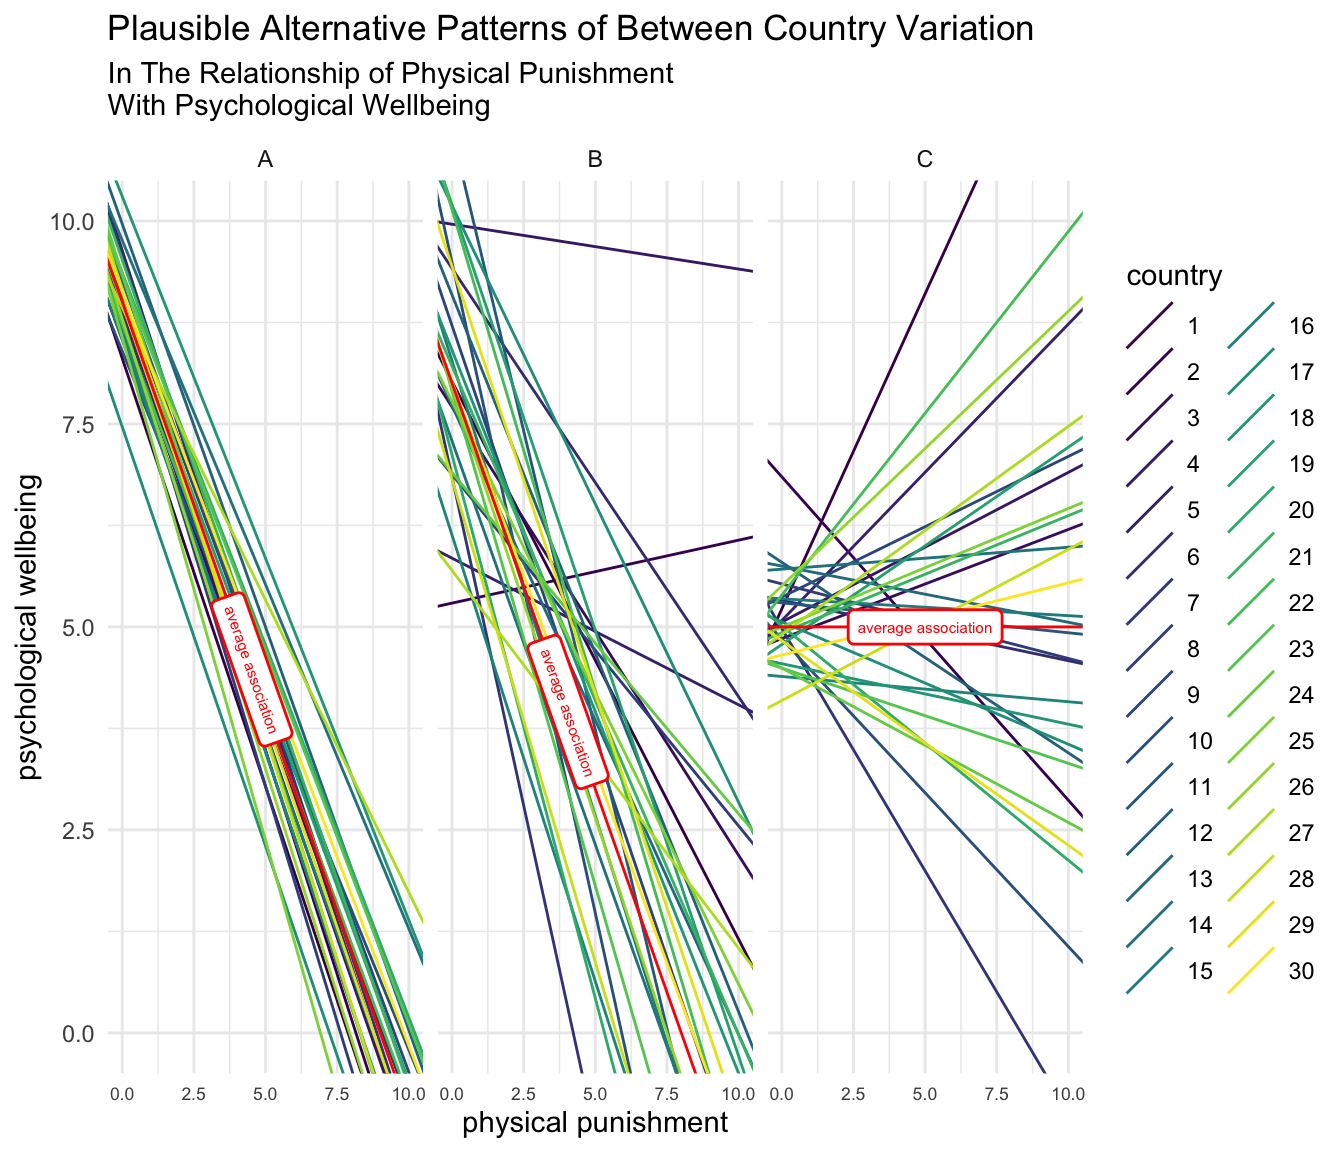 Plausible Alternative Patterns of Between Country Variation
In The Relationship of Physical Punishment
With Psychological Wellbeing
A
B
C
psychological wellbeing
10.0
7.5
5.0
2.5
0.0
average association
average association
average association
0.0 2.5 5.0 7.5 10.0
0.0 2.5 5.0 7.5 10.0
0.0 2.5 5.0 7.5 10.0
physical punishment
country
1
2
3
4
5
6
7
8
9
10
11
12
13
14
15
16
17
18
19
20
21
22
23
24
25
26
27
28
29
30